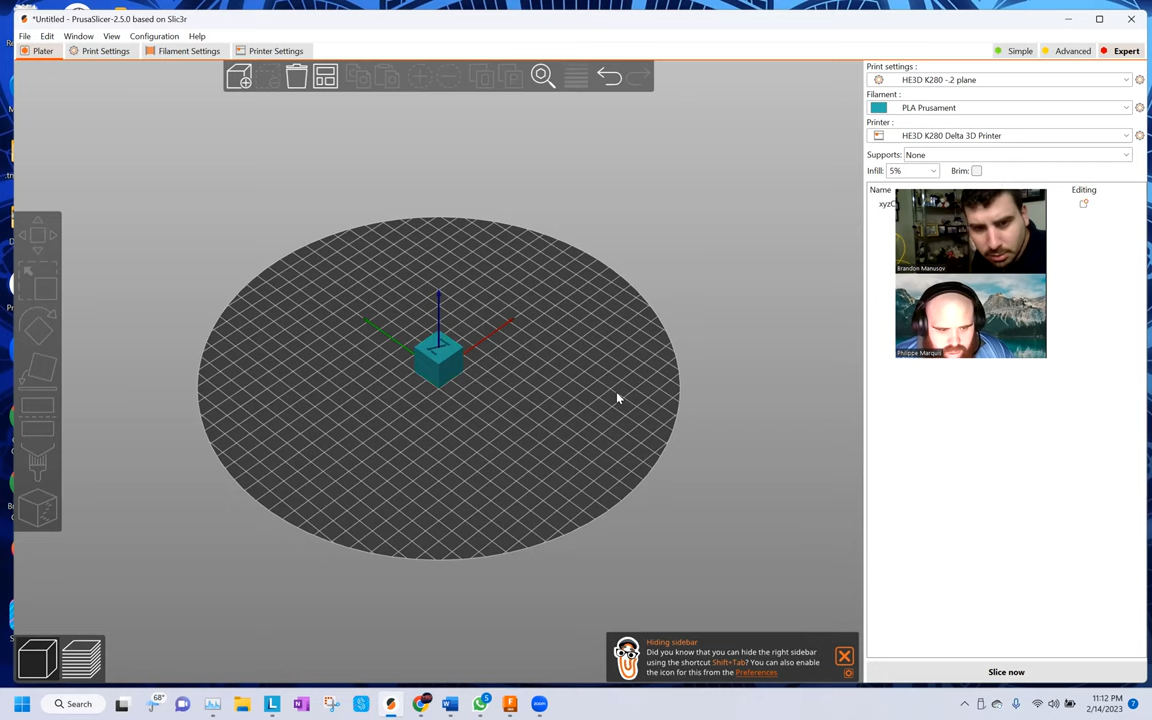 *Untitled - PrusaSlicer-2.5.0 based on Slic3r
File Edit Window View Configuration Help
Plater Print Settings Filament Settings Printer Settings Simple Advanced Expert
Print settings :
HE3D K280 -.2 plane
Filament :
PLA Prusament
Printer :
HE3D K280 Delta 3D Printer
Supports: None
Infill: 5% Brim:
Name Editing
xyzC
Brandon Manusov
Philippe Marquis
Hiding sidebar
Did you know that you can hide the right sidebar
using the shortcut Shift+Tab? You can also enable
the icon for this from the Preferences
Slice now
Search 68° 5 11:12 PM
2/14/2023 7